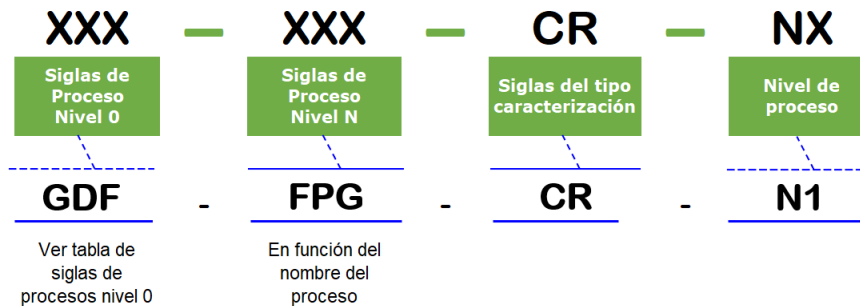 XXX — XXX — CR — NX
Siglas de
Proceso
Nivel 0
Siglas de
Proceso
Nivel N
Siglas del tipo
caracterización
Nivel de
proceso
GDF - FPG - CR - N1
Ver tabla de
siglas de
procesos nivel 0
En función del
nombre del
proceso